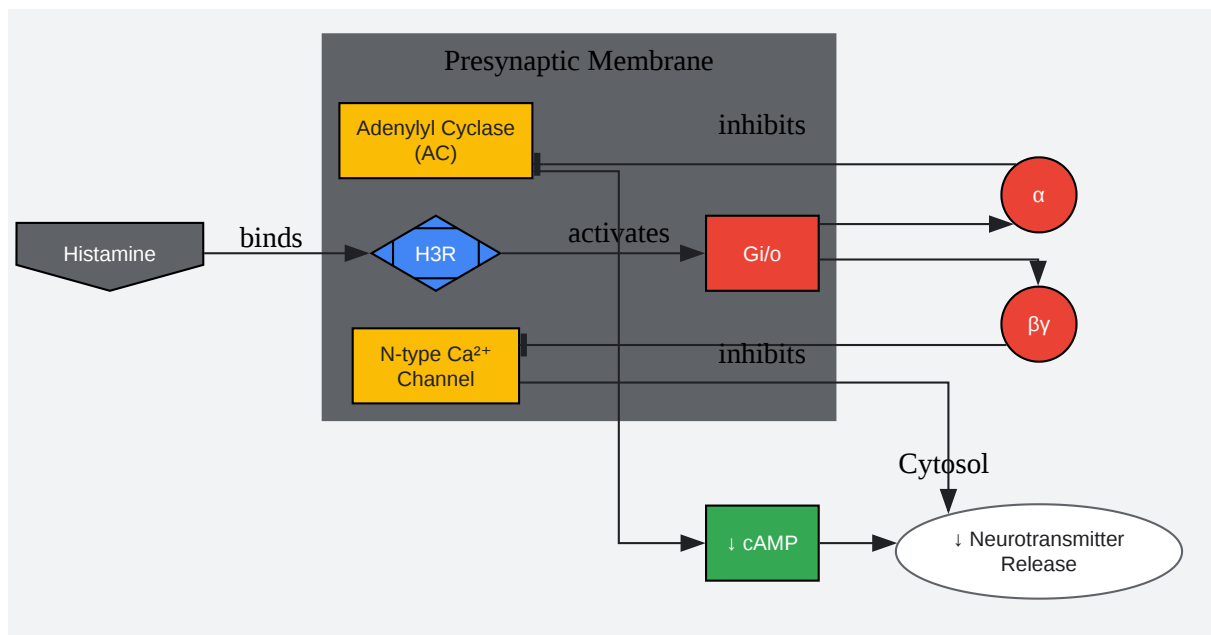 Presynaptic Membrane
Adenylyl Cyclase
(AC)
inhibits
α
Histamine
binds
H3R
activates
Gi/o
βγ
N-type Ca²⁺
Channel
inhibits
Cytosol
↓ cAMP
↓ Neurotransmitter
Release